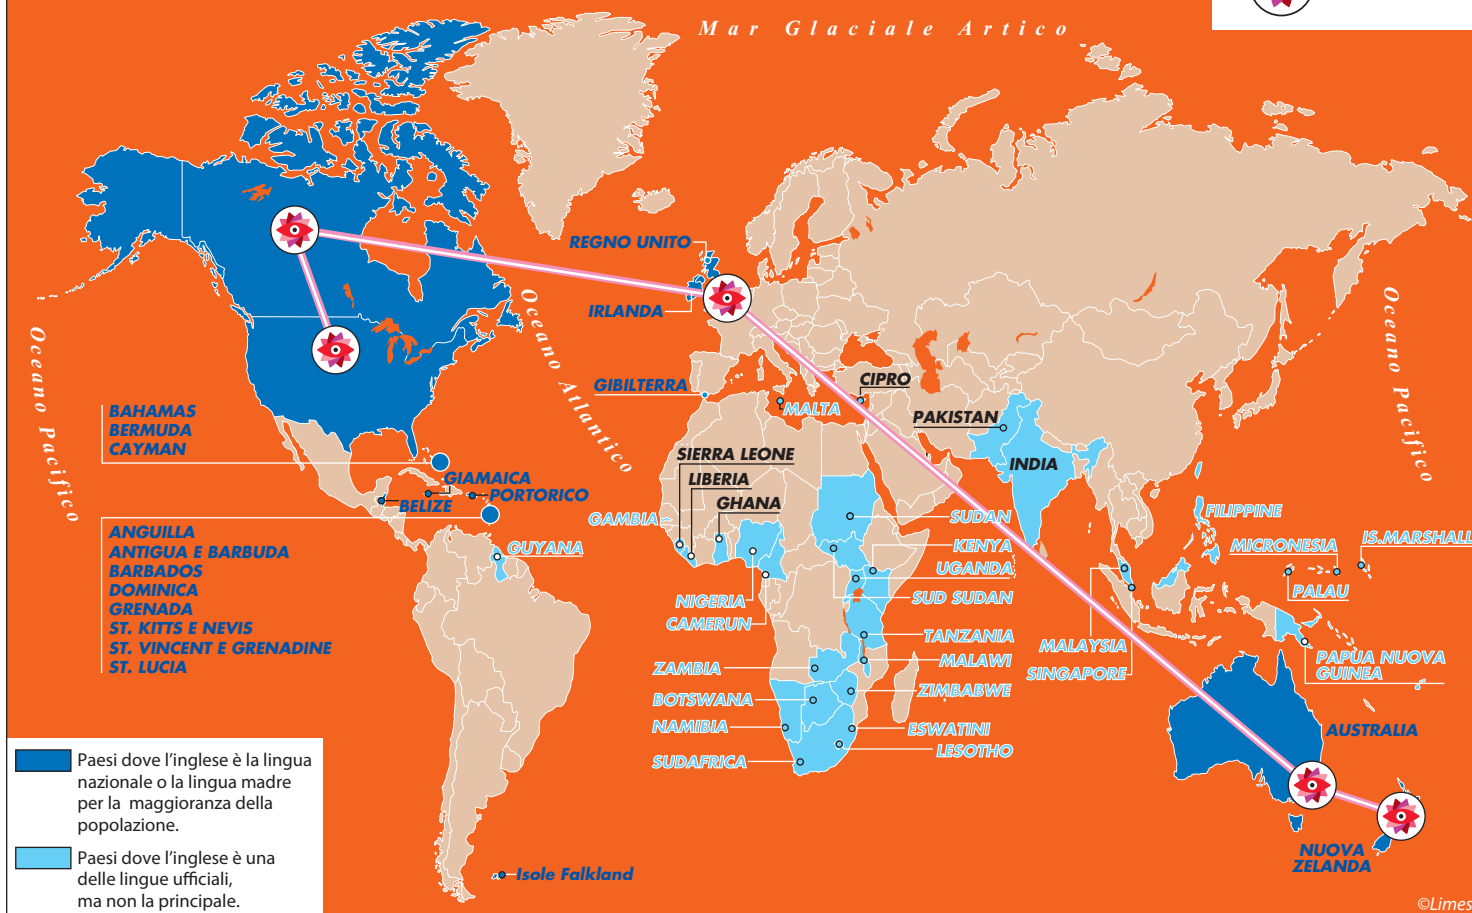 Mar Glaciale Artico
REGNO UNITO
IRLANDA
Oceano Pacifico
Oceano Atlantico
Oceano Pacifico
GIBILTERRA
MALTA
CIPRO
PAKISTAN
INDIA
BAHAMAS
BERMUDA
CAYMAN
GIAMAICA
PORTORICO
BELIZE
SIERRA LEONE
LIBERIA
GHANA
GAMBIA
GUYANA
SUDAN
KENYA
UGANDA
SUD SUDAN
NIGERIA
CAMERUN
TANZANIA
MALAWI
ZAMBIA
ZIMBABWE
BOTSWANA
NAMIBIA
ESWATINI
LESOTHO
SUDAFRICA
FILIPPINE
MICRONESIA
IS.MARSHALL
PALAU
MALAYSIA
SINGAPORE
PAPUA NUOVA
GUINEA
ANGUILLA
ANTIGUA E BARBUDA
BARBADOS
DOMINICA
GRENADA
ST. KITTS E NEVIS
ST. VINCENT E GRENADINE
ST. LUCIA
AUSTRALIA
NUOVA
ZELANDA
Isole Falkland
Paesi dove l'inglese è la lingua
nazionale o la lingua madre
per la maggioranza della
popolazione.
Paesi dove l'inglese è una
delle lingue ufficiali,
ma non la principale.
©Limes